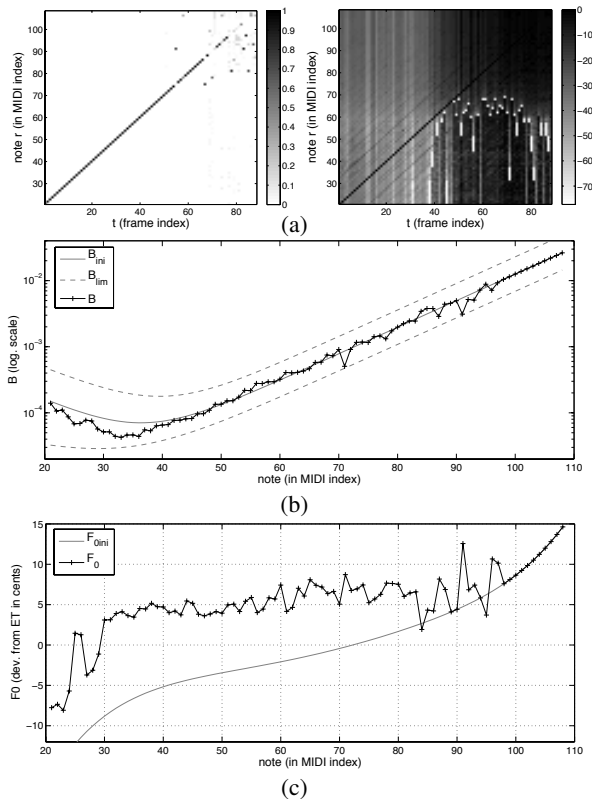 100
90
80
70
60
50
40
30
note r (in MIDI index)
20 40 60 80
t (frame index)
1
0.9
0.8
0.7
0.6
0.5
0.4
0.3
0.2
0.1
0
100
90
80
70
60
50
40
30
note r (in MIDI index)
20 40 60 80
t (frame index)
0
−10
−20
−30
−40
−50
−60
−70
(a)
B_ini
B_lim
B
10^−2
10^−3
10^−4
B (log. scale)
20 30 40 50 60 70 80 90 100 110
note (in MIDI index)
(b)
F_0ini
F_0
15
10
5
0
−5
−10
F0 (dev. from ET in cents)
20 30 40 50 60 70 80 90 100 110
note (in MIDI index)
(c)